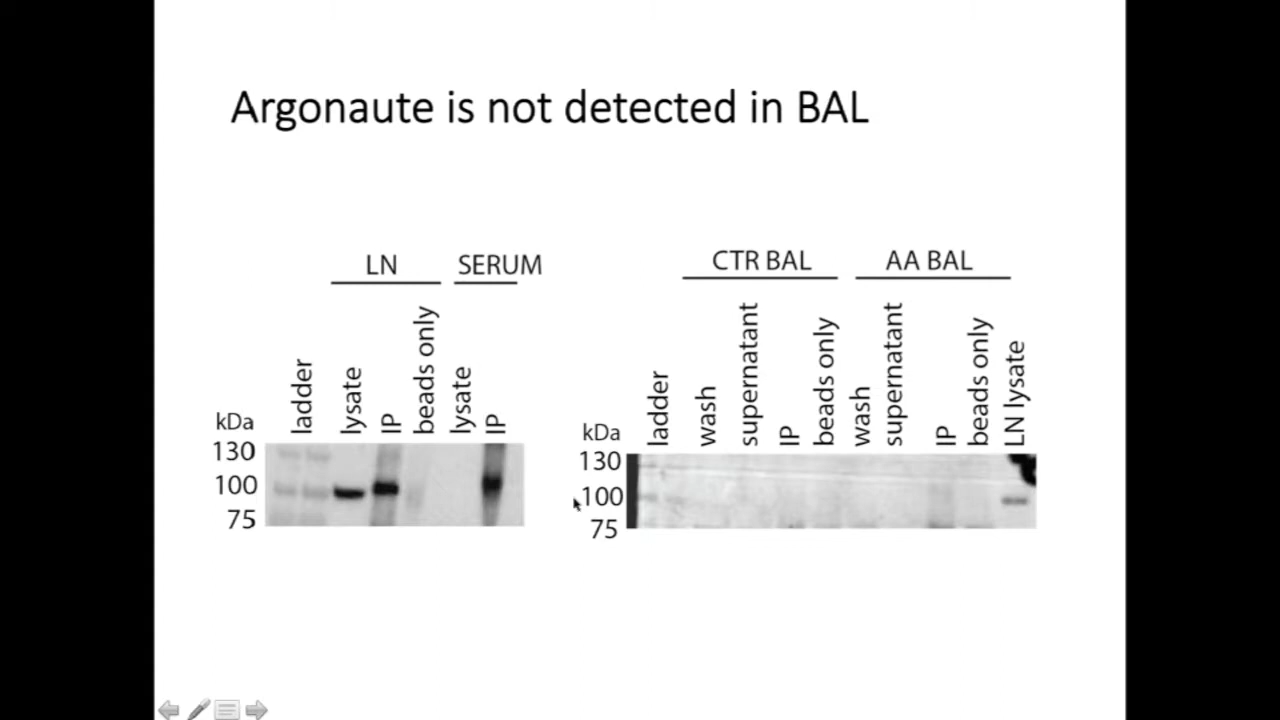 Argonaute is not detected in BAL
LN
SERUM
ladder
lysate
IP
beads only
lysate
IP
kDa
130
100
75
CTR BAL
AA BAL
ladder
wash
supernatant
IP
beads only
wash
supernatant
IP
beads only
LN lysate
kDa
130
100
75